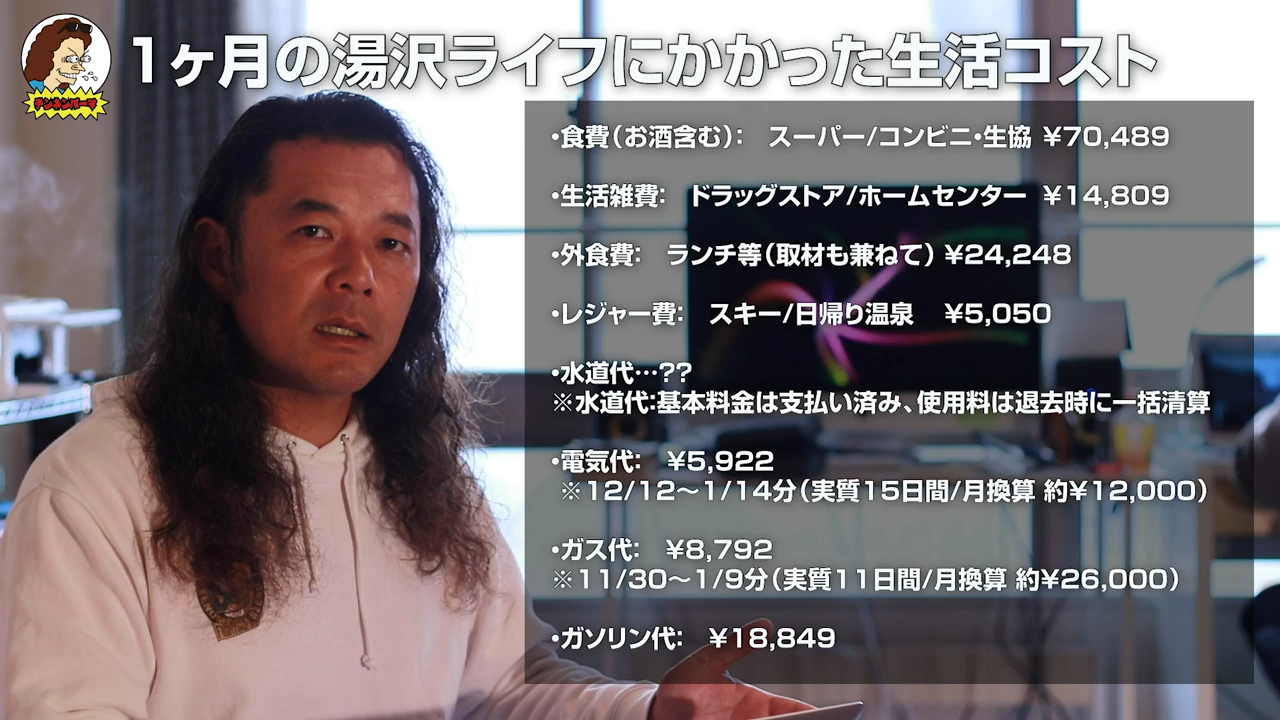 1ヶ月の湯沢ライフにかかった生活コスト
テンネンパーマ
・食費(お酒含む): スーパー/コンビニ・生協 ¥70,489
・生活雑費: ドラッグストア/ホームセンター ¥14,809
・外食費: ランチ等(取材も兼ねて) ¥24,248
・レジャー費: スキー/日帰り温泉 ¥5,050
・水道代…??
※水道代:基本料金は支払い済み、使用料は退去時に一括清算
・電気代: ¥5,922
※12/12〜1/14分(実質15日間/月換算 約¥12,000)
・ガス代: ¥8,792
※11/30〜1/9分(実質11日間/月換算 約¥26,000)
・ガソリン代: ¥18,849